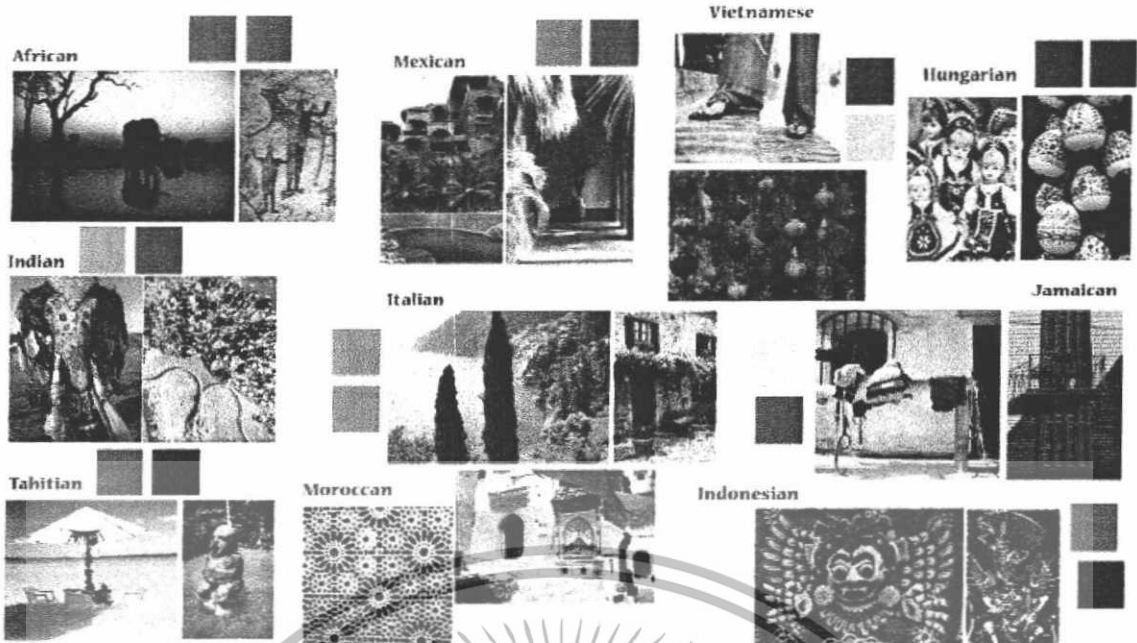 Vietnamese
African
Mexican
Hungarian
Indian
Italian
Jamaican
Tahitian
Moroccan
Indonesian